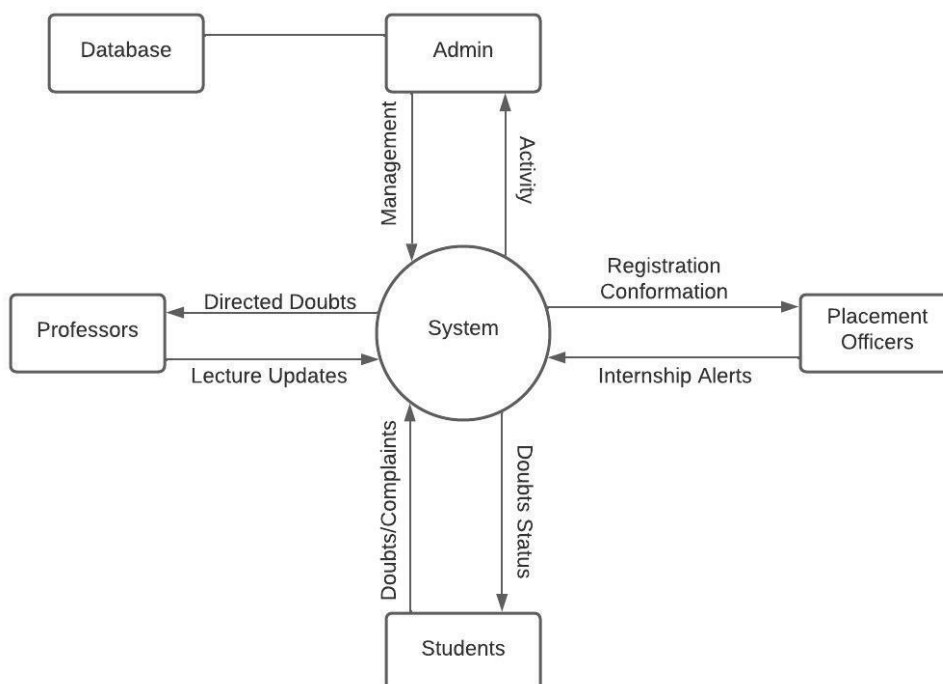 Database
Admin
Management
Activity
Registration
Conformation
Directed Doubts
System
Professors
Placement
Officers
Lecture Updates
Internship Alerts
Doubts/Complaints
Doubts Status
Students